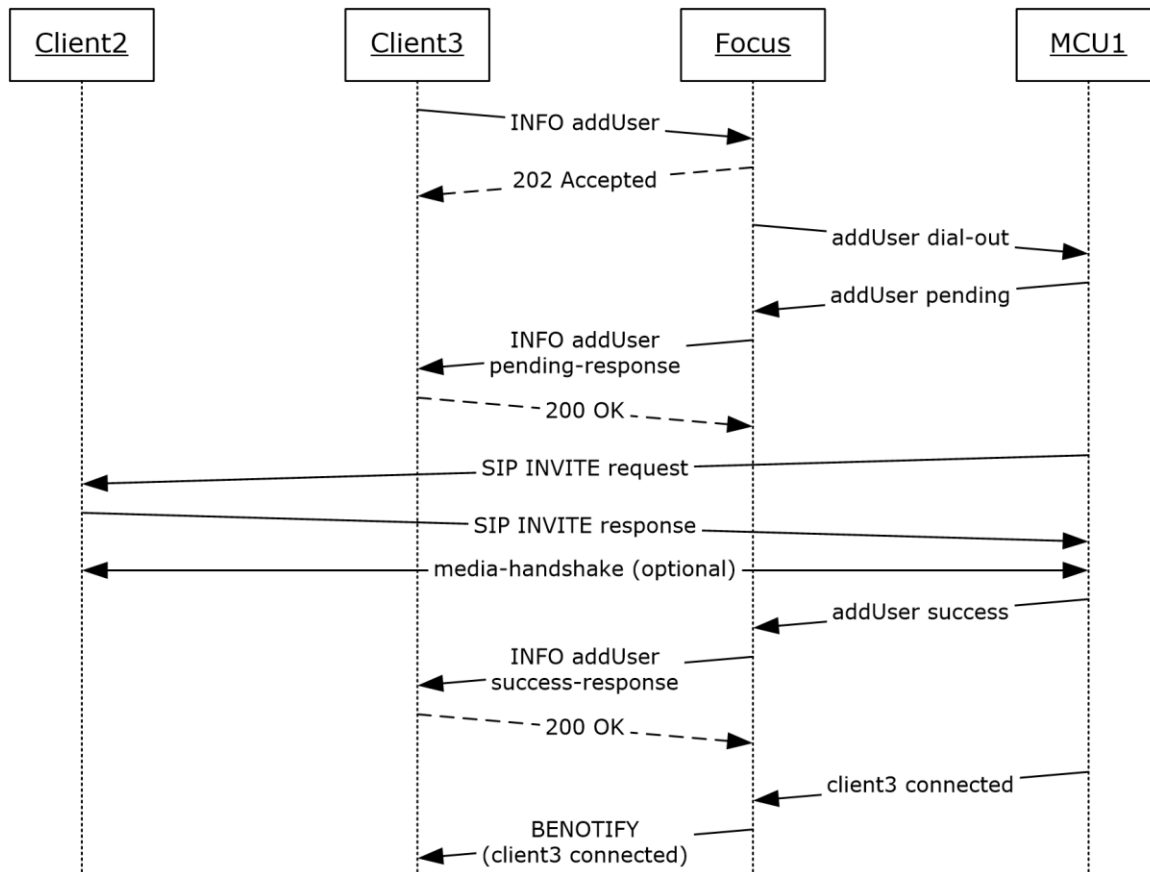 Client2
Client3
Focus
MCU1
INFO addUser
202 Accepted
addUser dial-out
addUser pending
INFO addUser
pending-response
200 OK
SIP INVITE request
SIP INVITE response
media-handshake (optional)
addUser success
INFO addUser
success-response
200 OK
client3 connected
BENOTIFY
(client3 connected)